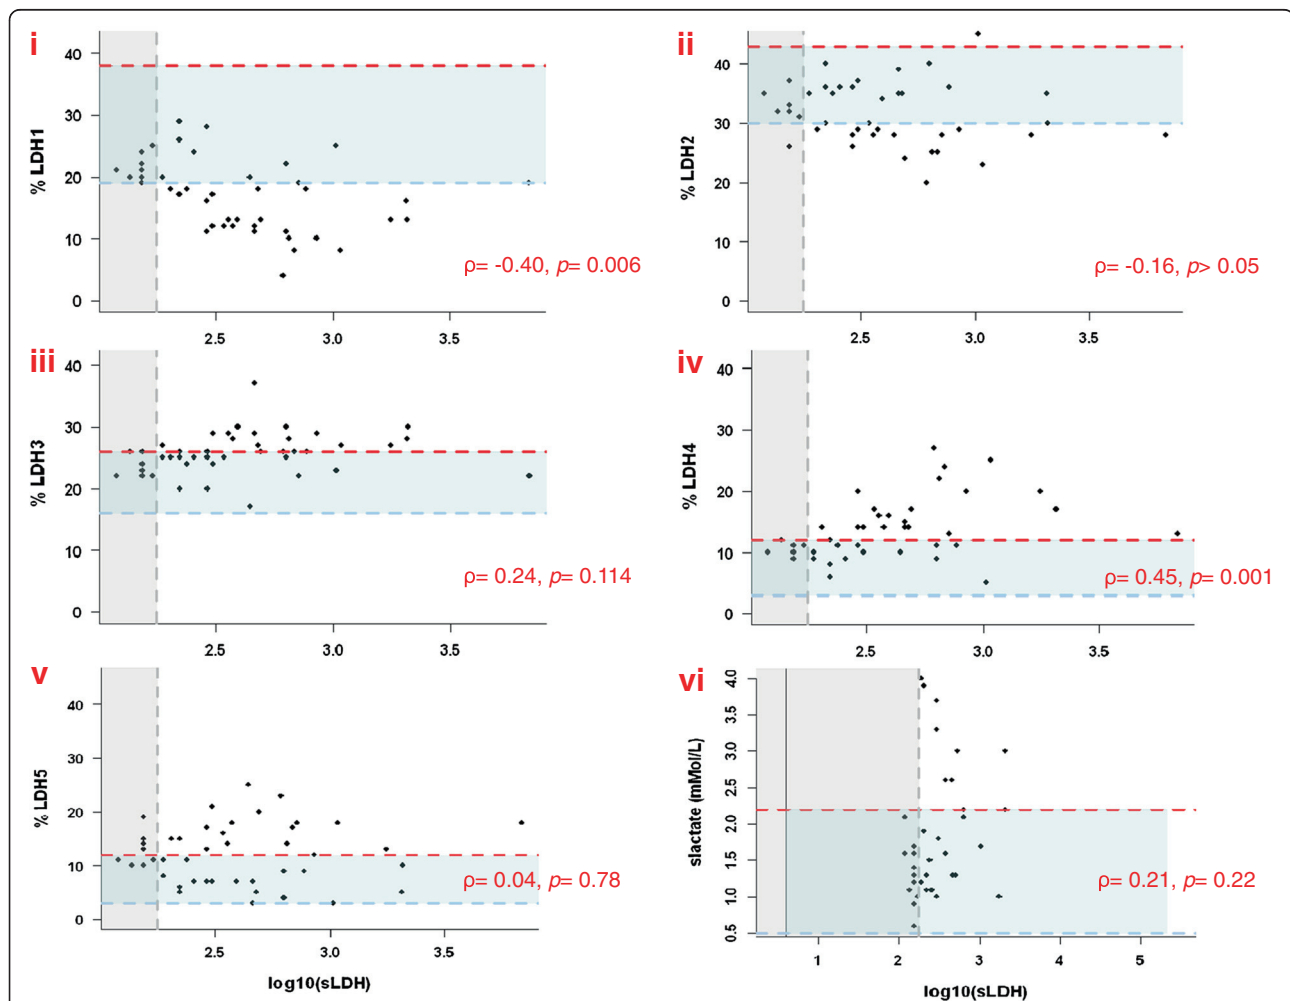 i
40
30
20
10
0
% LDH1
ρ= -0.40, p= 0.006
2.5 3.0 3.5
ii
40
30
20
10
0
% LDH2
ρ= -0.16, p> 0.05
2.5 3.0 3.5
iii
40
30
20
10
0
% LDH3
ρ= 0.24, p= 0.114
2.5 3.0 3.5
iv
40
30
20
10
0
% LDH4
ρ= 0.45, p= 0.001
2.5 3.0 3.5
v
40
30
20
10
0
% LDH5
ρ= 0.04, p= 0.78
2.5 3.0 3.5
log10(sLDH)
vi
4.0
3.5
3.0
2.5
2.0
1.5
1.0
0.5
slactate (mMol/L)
ρ= 0.21, p= 0.22
1 2 3 4 5
log10(sLDH)